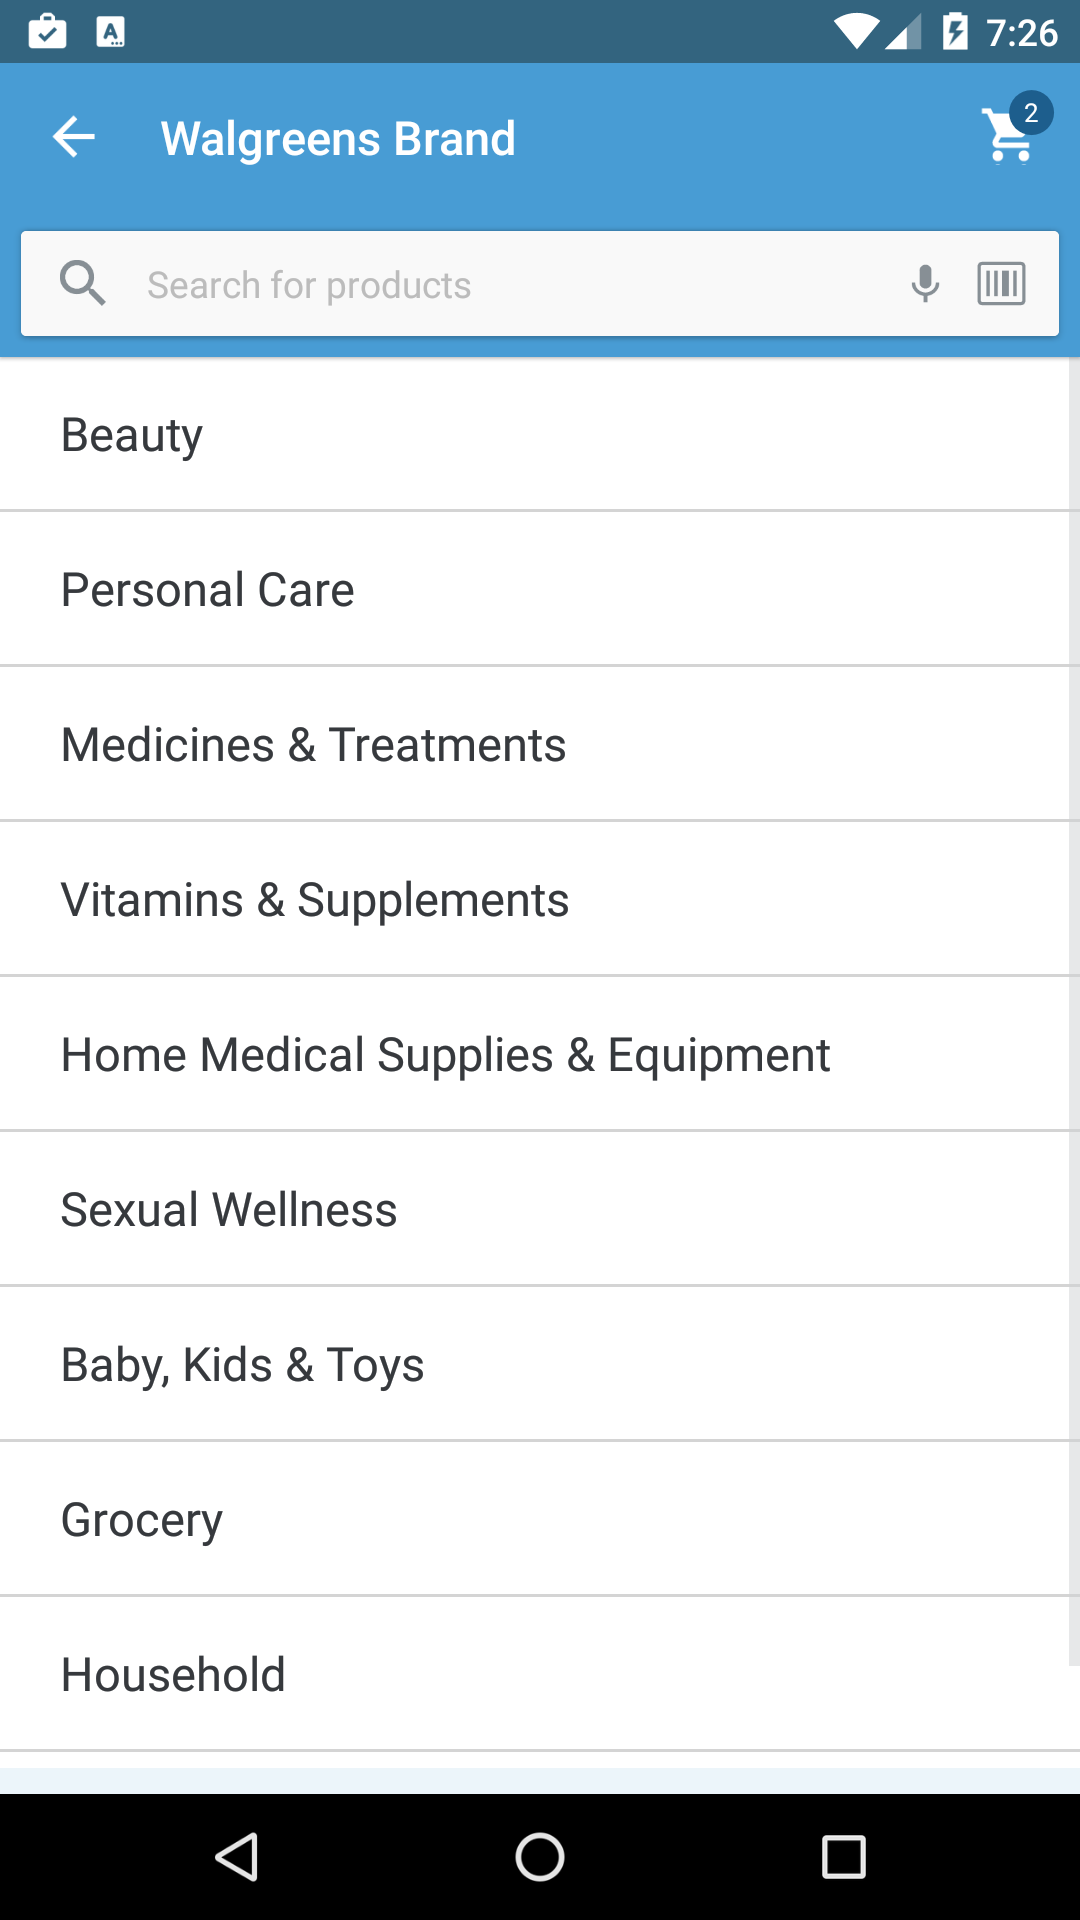 7:26
Walgreens Brand
2
Search for products
Beauty
Personal Care
Medicines & Treatments
Vitamins & Supplements
Home Medical Supplies & Equipment
Sexual Wellness
Baby, Kids & Toys
Grocery
Household